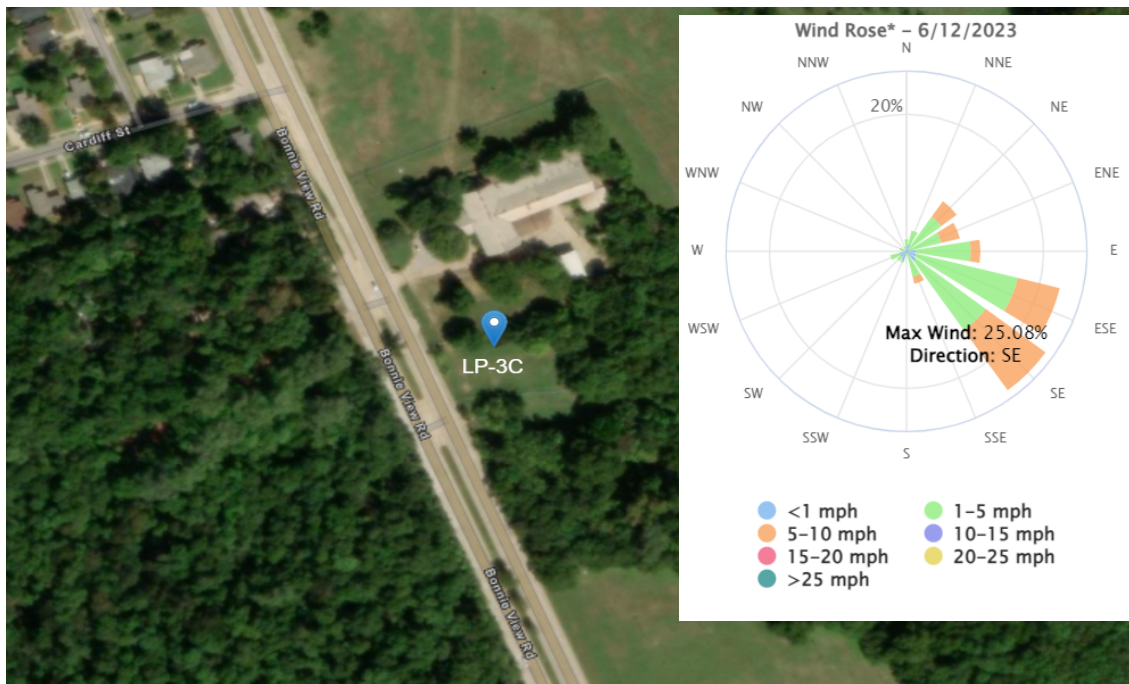 Cardiff St
Bonnie View Rd
Bonnie View Rd
Bonnie View Rd
LP-3C
Wind Rose* – 6/12/2023
N
NNW
NNE
NW
20%
NE
WNW
ENE
W
E
WSW
ESE
Max Wind: 25.08%
Direction: SE
SW
SE
SSW
SSE
S
<1 mph
1–5 mph
5–10 mph
10–15 mph
15–20 mph
20–25 mph
>25 mph